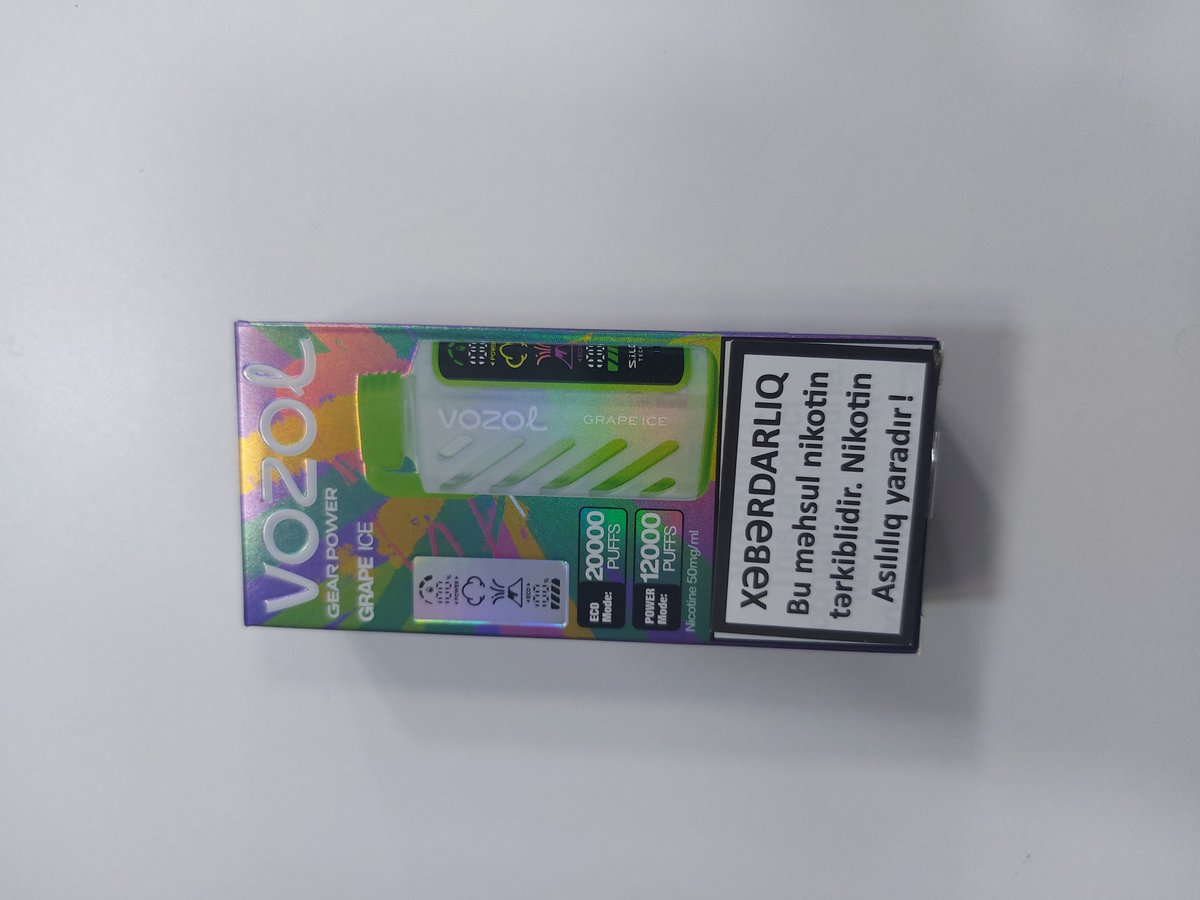 VOZOL
GEAR POWER
GRAPE ICE
VOZOL
GRAPE ICE
ECO
Mode:
20000
PUFFS
POWER
Mode:
12000
PUFFS
Nicotine 50mg/ml
XƏBƏRDARLIQ
Bu məhsul nikotin
tərkiblidir. Nikotin
Asılılıq yaradır!